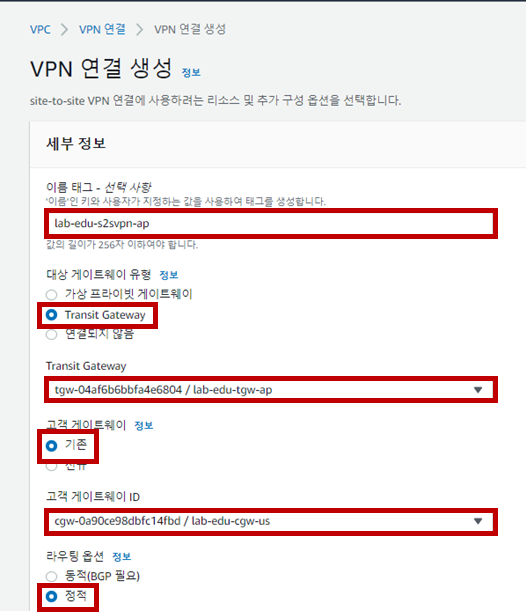 VPC > VPN 연결 > VPN 연결 생성
VPN 연결 생성 정보
site-to-site VPN 연결에 사용하려는 리소스 및 추가 구성 옵션을 선택합니다.
세부 정보
이름 태그 - 선택 사항
'이름'인 키와 사용자가 지정하는 값을 사용하여 태그를 생성합니다.
lab-edu-s2svpn-ap
값의 길이가 256자 이하여야 합니다.
대상 게이트웨이 유형 정보
가상 프라이빗 게이트웨이
Transit Gateway
연결되지 않음
Transit Gateway
tgw-04af6b6bbfa4e6804 / lab-edu-tgw-ap
고객 게이트웨이 정보
기존
신규
고객 게이트웨이 ID
cgw-0a90ce98dbfc14fbd / lab-edu-cgw-us
라우팅 옵션 정보
동적(BGP 필요)
정적